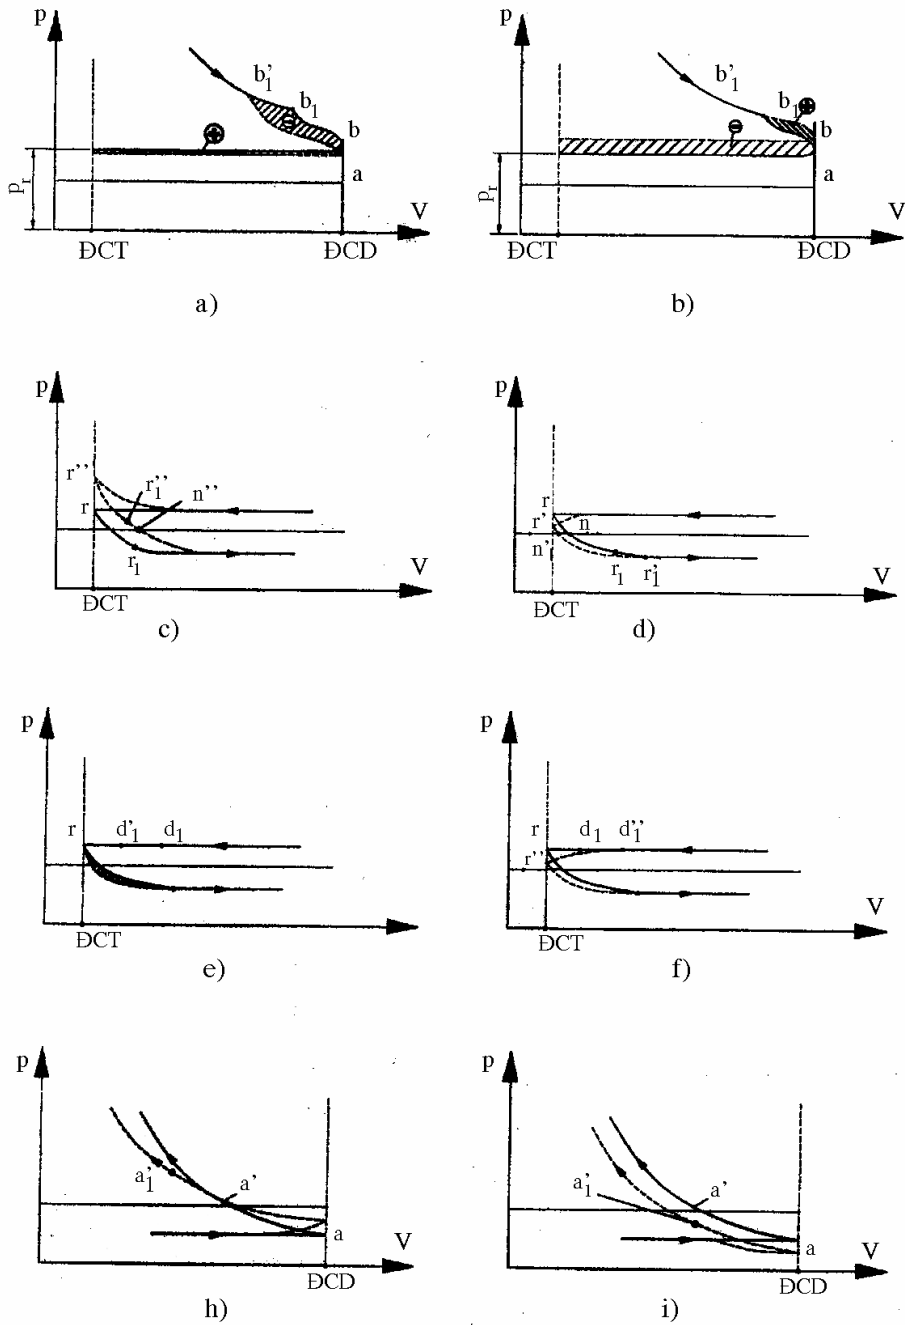 p
b'₁
b₁
b
⊕
⊖
a
pᵣ
V
ĐCT
ĐCD
a)
p
b'₁
b₁
⊕
b
⊖
a
pᵣ
V
ĐCT
ĐCD
b)
p
r''
r''₁
n''
r
r₁
V
ĐCT
c)
p
r
r'
n
n'
r₁
r'₁
V
ĐCT
d)
p
r
d'₁
d₁
ĐCT
e)
p
r
d₁
d''₁
r''
V
ĐCT
f)
p
a'₁
a'
a
V
ĐCD
h)
p
a'₁
a'
a
V
ĐCD
i)